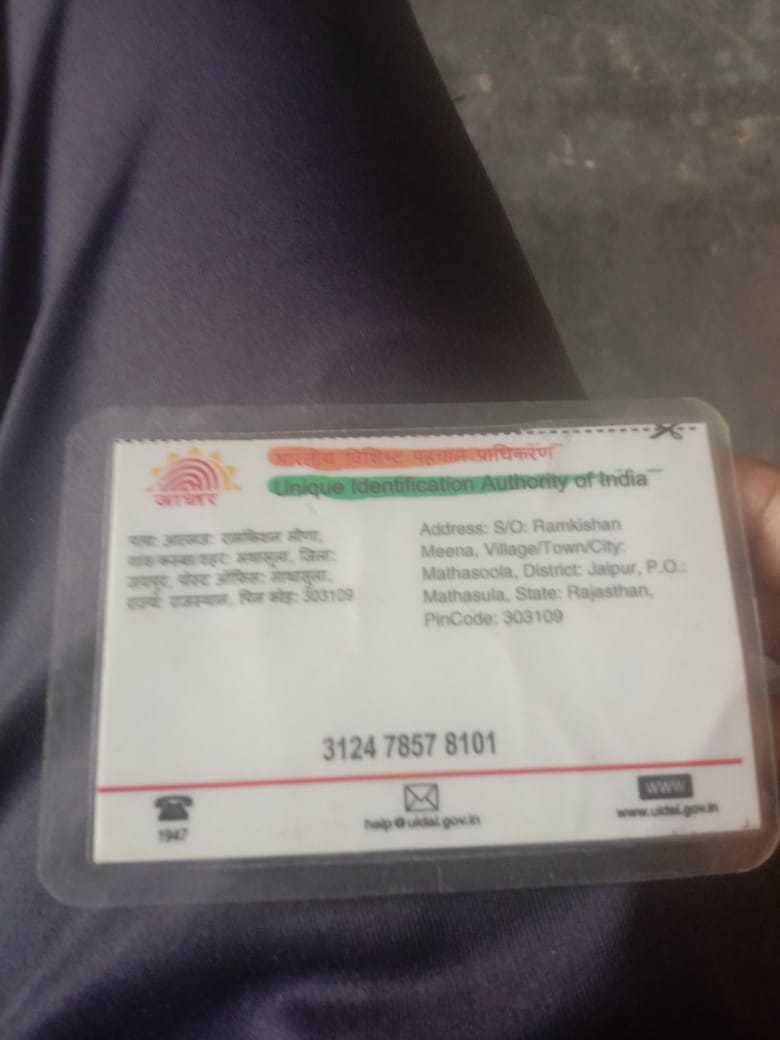 भारतीय विशिष्ट पहचान प्राधिकरण
Unique Identification Authority of India
आधार
पता: आत्मज: रामकिशन मीणा,
गांव/कस्बा/शहर: मथासूला, जिला:
जयपुर, पोस्ट ऑफिस: माथासुला,
राज्य: राजस्थान, पिन कोड: 303109
Address: S/O: Ramkishan
Meena, Village/Town/City:
Mathasoola, District: Jaipur, P.O.:
Mathasula, State: Rajasthan,
PinCode: 303109
3124 7857 8101
1947
help@uidai.gov.in
WWW
www.uidai.gov.in